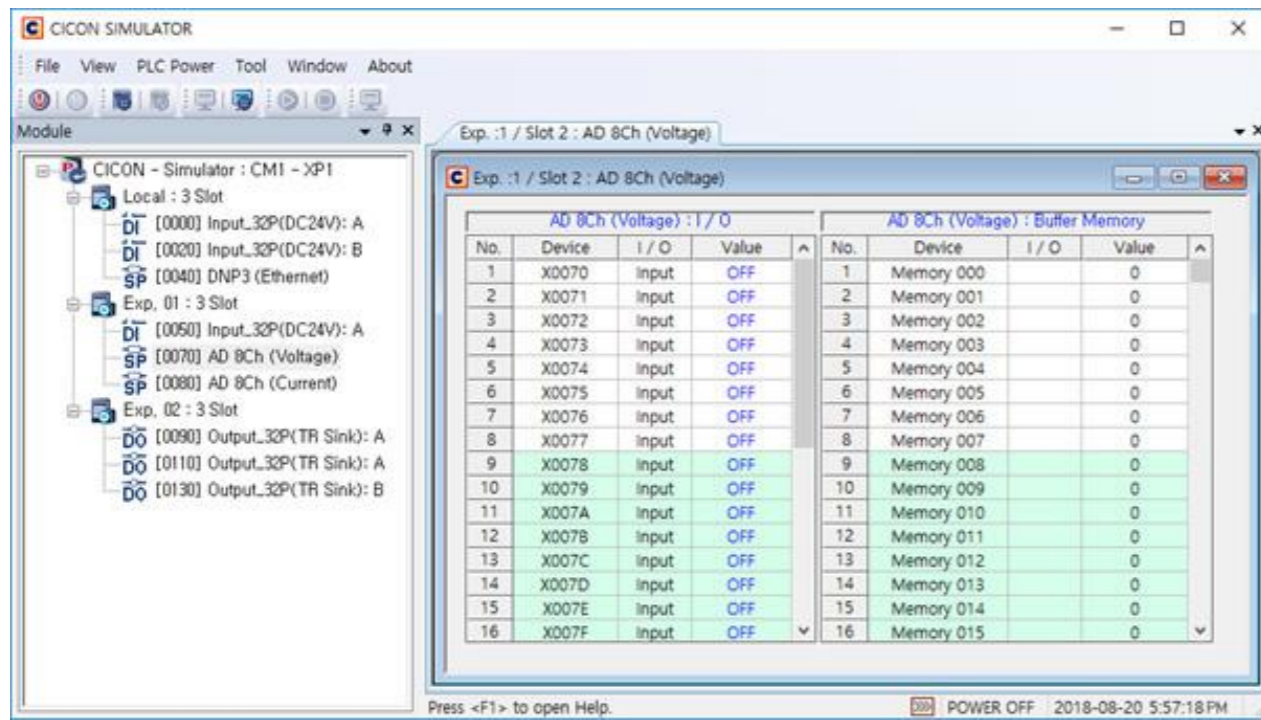 CICON SIMULATOR
File View PLC Power Tool Window About
Module
CICON - Simulator : CM1 - XP1
Local : 3 Slot
DI [0000] Input_32P(DC24V): A
DI [0020] Input_32P(DC24V): B
SP [0040] DNP3 (Ethernet)
Exp. 01 : 3 Slot
DI [0050] Input_32P(DC24V): A
SP [0070] AD 8Ch (Voltage)
SP [0080] AD 8Ch (Current)
Exp. 02 : 3 Slot
DO [0090] Output_32P(TR Sink): A
DO [0110] Output_32P(TR Sink): A
DO [0130] Output_32P(TR Sink): B
Exp. :1 / Slot 2 : AD 8Ch (Voltage)
Exp. :1 / Slot 2 : AD 8Ch (Voltage)
AD 8Ch (Voltage) : I / O
No. Device I / O Value
1 X0070 Input OFF
2 X0071 Input OFF
3 X0072 Input OFF
4 X0073 Input OFF
5 X0074 Input OFF
6 X0075 Input OFF
7 X0076 Input OFF
8 X0077 Input OFF
9 X0078 Input OFF
10 X0079 Input OFF
11 X007A Input OFF
12 X007B Input OFF
13 X007C Input OFF
14 X007D Input OFF
15 X007E Input OFF
16 X007F Input OFF
AD 8Ch (Voltage) : Buffer Memory
No. Device I / O Value
1 Memory 000 0
2 Memory 001 0
3 Memory 002 0
4 Memory 003 0
5 Memory 004 0
6 Memory 005 0
7 Memory 006 0
8 Memory 007 0
9 Memory 008 0
10 Memory 009 0
11 Memory 010 0
12 Memory 011 0
13 Memory 012 0
14 Memory 013 0
15 Memory 014 0
16 Memory 015 0
Press <F1> to open Help. POWER OFF 2018-08-20 5:57:18 PM